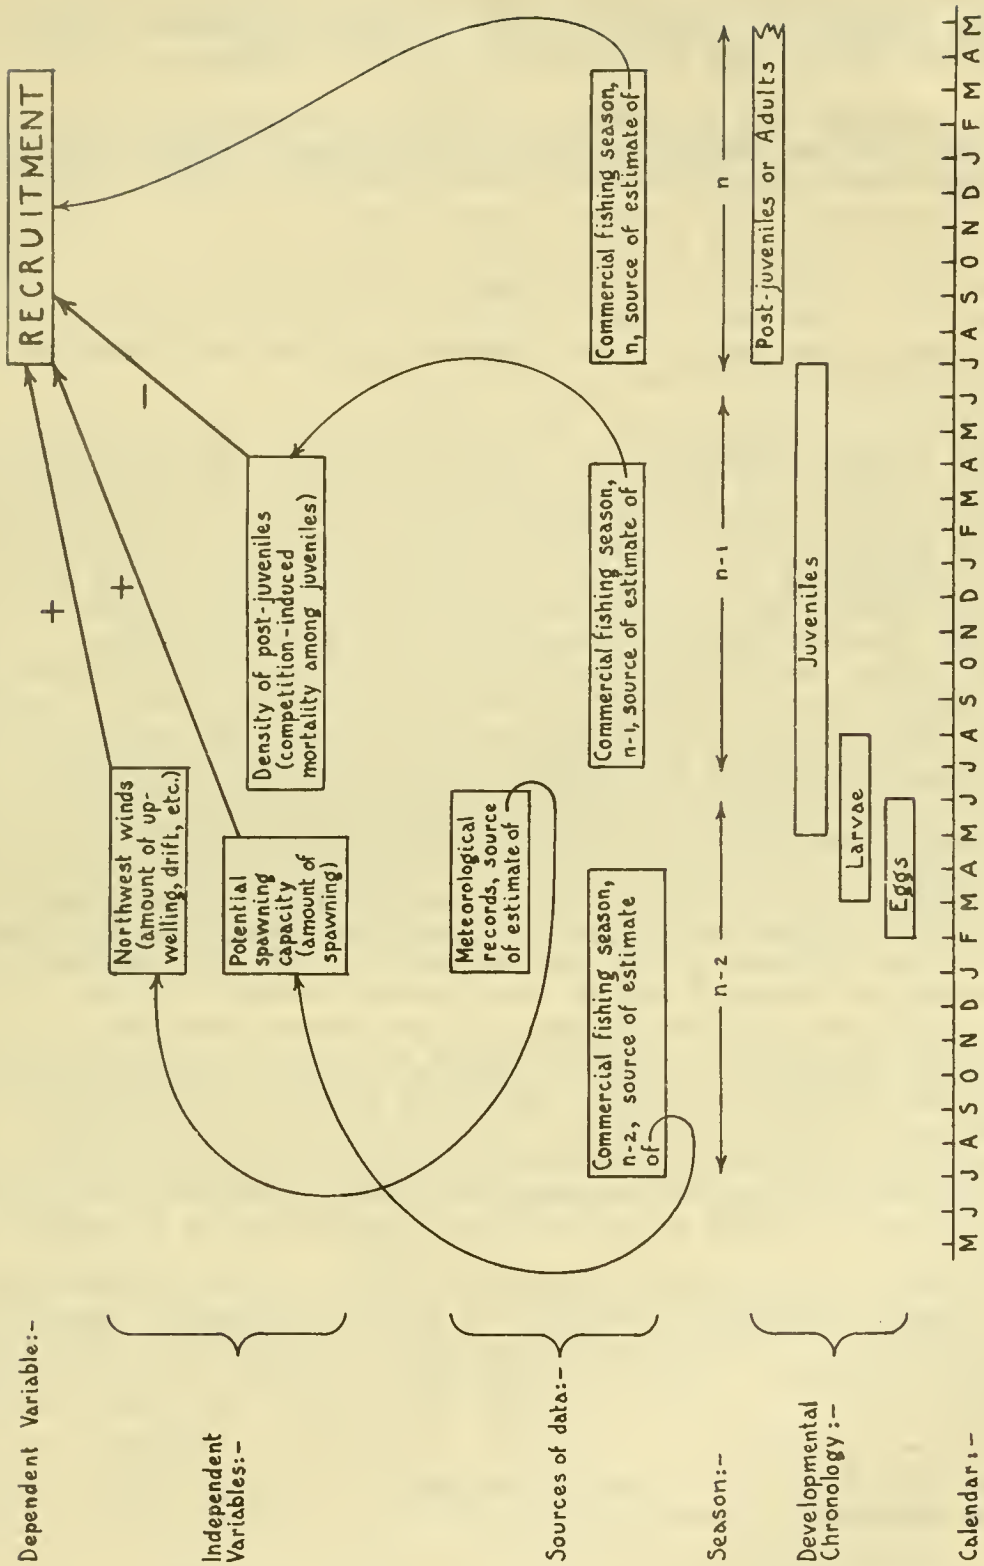 Dependent Variable:-
RECRUITMENT
Independent
Variables:-
Northwest winds
(amount of up-
welling, drift, etc.)
+
Potential
spawning
capacity
(amount of
spawning)
+
Density of post-juveniles
(competition-induced
mortality among juveniles)
-
Sources of data:-
Meteorological
records, source
of estimate of
Commercial fishing season,
n-2, source of estimate
of
Commercial fishing season,
n-1, source of estimate of
Commercial fishing season,
n, source of estimate of
Season:-
n-2
n-1
n
Developmental
Chronology:-
Post-juveniles or Adults
Juveniles
Larvae
Eggs
Calendar:-
M J J A S O N D J F M A M J J A S O N D J F M A M J J A S O N D J F M A M